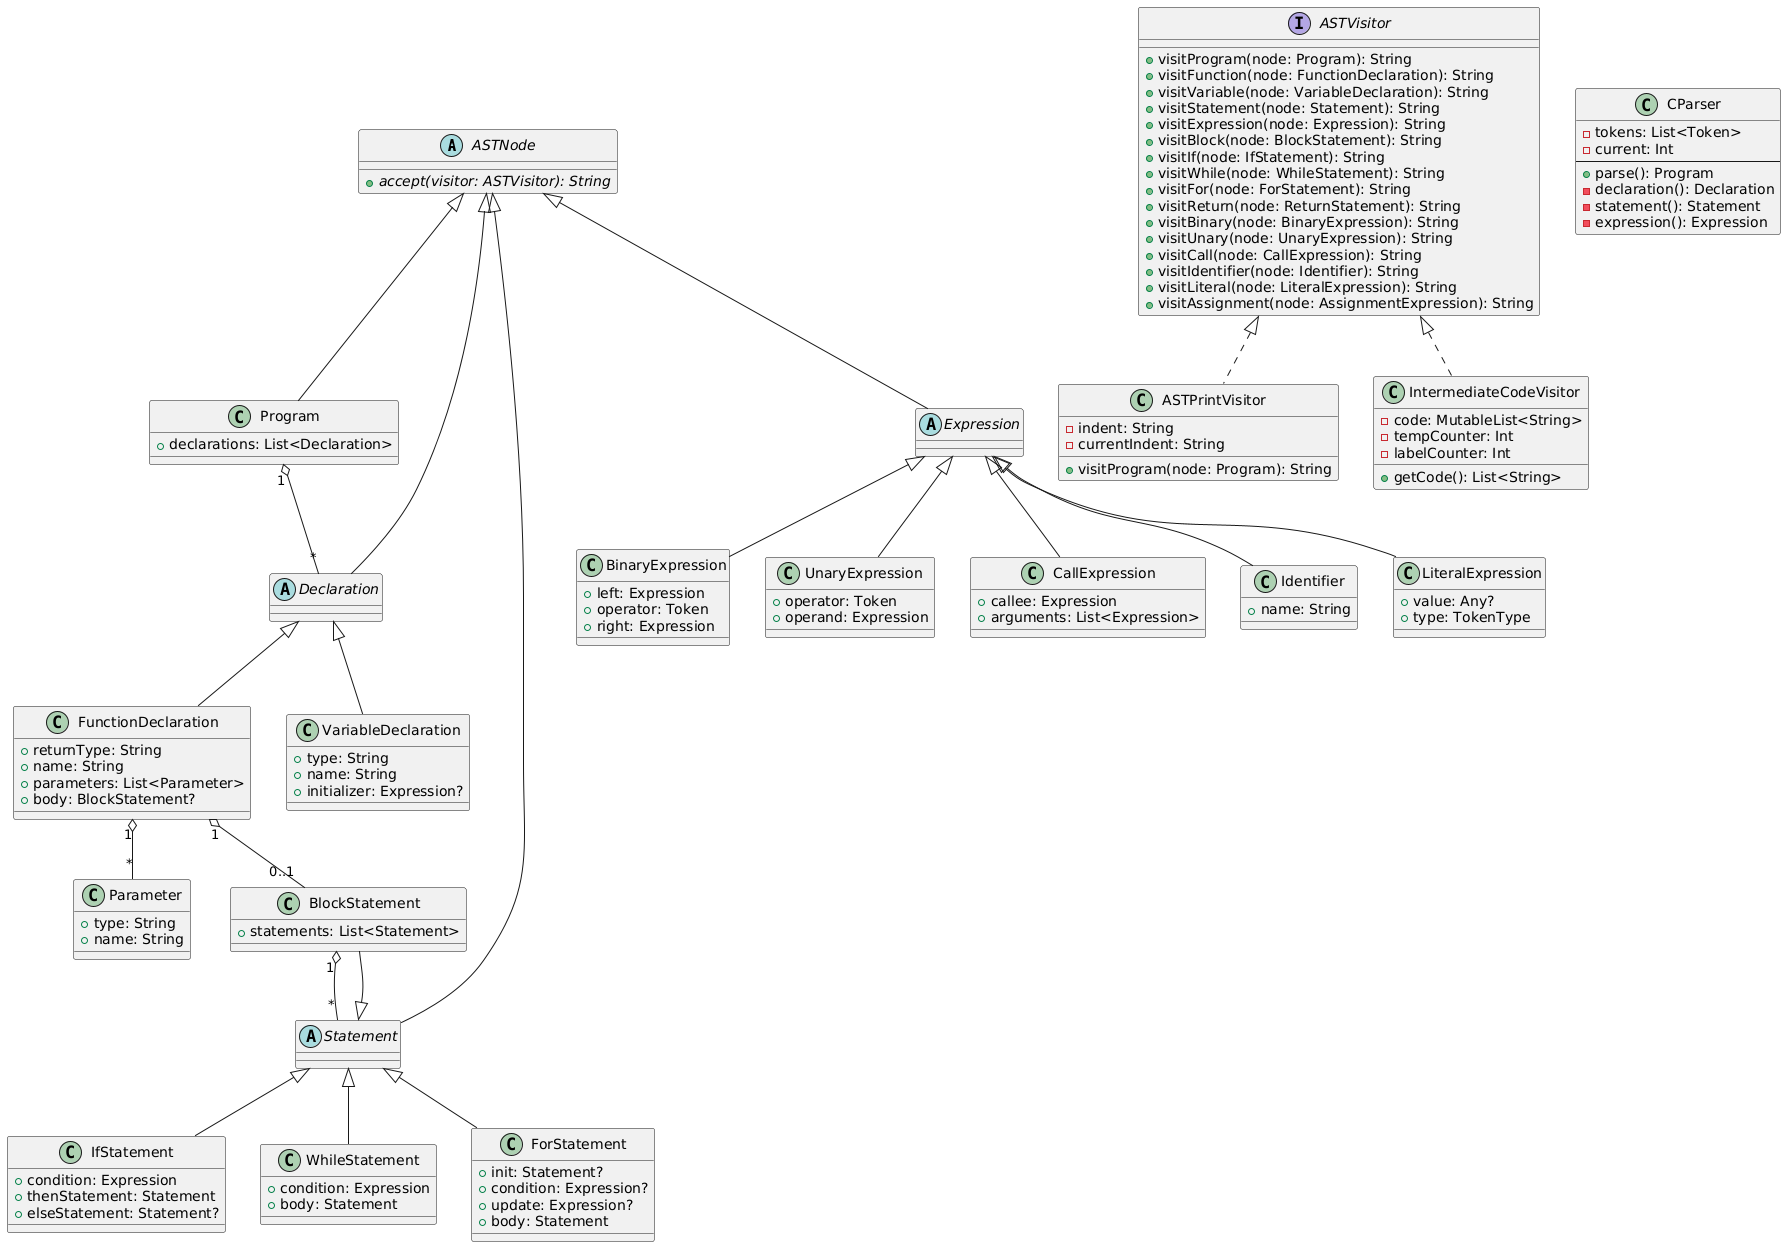 I ASTVisitor
+visitProgram(node: Program): String
+visitFunction(node: FunctionDeclaration): String
+visitVariable(node: VariableDeclaration): String
+visitStatement(node: Statement): String
+visitExpression(node: Expression): String
+visitBlock(node: BlockStatement): String
+visitIf(node: IfStatement): String
+visitWhile(node: WhileStatement): String
+visitFor(node: ForStatement): String
+visitReturn(node: ReturnStatement): String
+visitBinary(node: BinaryExpression): String
+visitUnary(node: UnaryExpression): String
+visitCall(node: CallExpression): String
+visitIdentifier(node: Identifier): String
+visitLiteral(node: LiteralExpression): String
+visitAssignment(node: AssignmentExpression): String
C CParser
tokens: List<Token>
current: Int
parse(): Program
declaration(): Declaration
statement(): Statement
expression(): Expression
A ASTNode
accept(visitor: ASTVisitor): String
C Program
declarations: List<Declaration>
1
*
A Expression
C ASTPrintVisitor
indent: String
currentIndent: String
visitProgram(node: Program): String
C IntermediateCodeVisitor
code: MutableList<String>
tempCounter: Int
labelCounter: Int
getCode(): List<String>
A Declaration
C BinaryExpression
left: Expression
operator: Token
right: Expression
C UnaryExpression
operator: Token
operand: Expression
C CallExpression
callee: Expression
arguments: List<Expression>
C Identifier
name: String
C LiteralExpression
value: Any?
type: TokenType
C FunctionDeclaration
returnType: String
name: String
parameters: List<Parameter>
body: BlockStatement?
C VariableDeclaration
type: String
name: String
initializer: Expression?
1
1
*
0..1
C Parameter
type: String
name: String
C BlockStatement
statements: List<Statement>
1
*
A Statement
C IfStatement
condition: Expression
thenStatement: Statement
elseStatement: Statement?
C WhileStatement
condition: Expression
body: Statement
C ForStatement
init: Statement?
condition: Expression?
update: Expression?
body: Statement